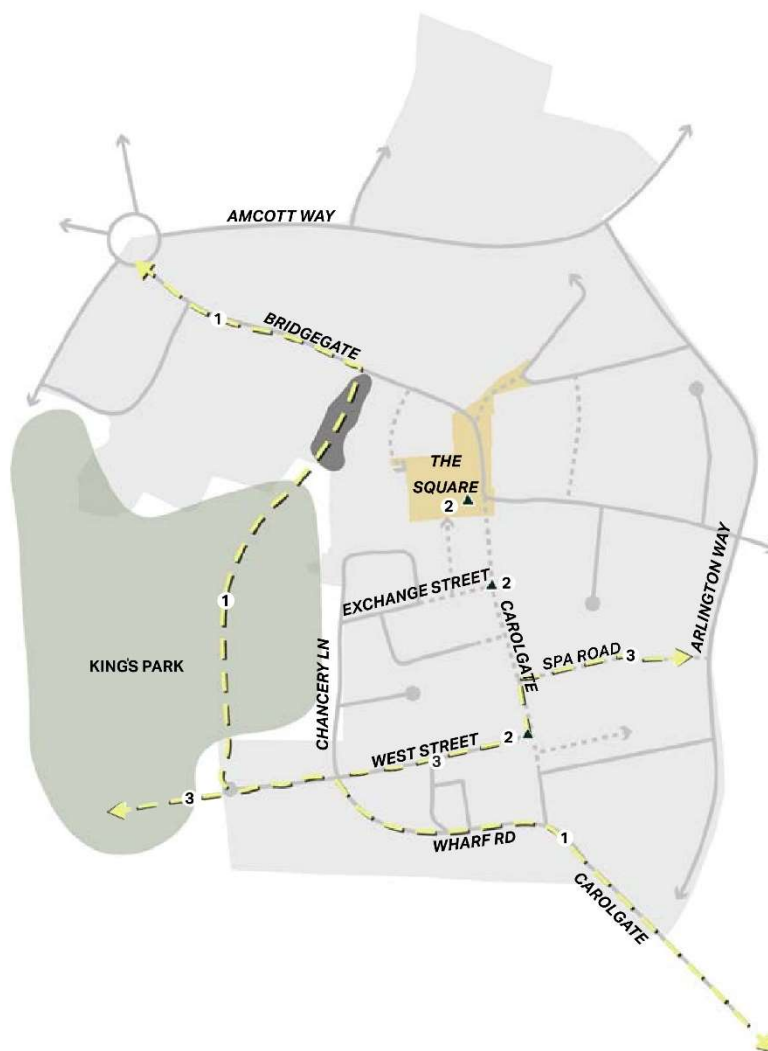 AMCOTT WAY
1
BRIDGEGATE
THE
SQUARE
2
EXCHANGE STREET
2
1
CAROLGATE
ARLINGTON WAY
KING'S PARK
CHANCERY LN
SPA ROAD
3
WEST STREET
2
3
3
WHARF RD
1
CAROLGATE